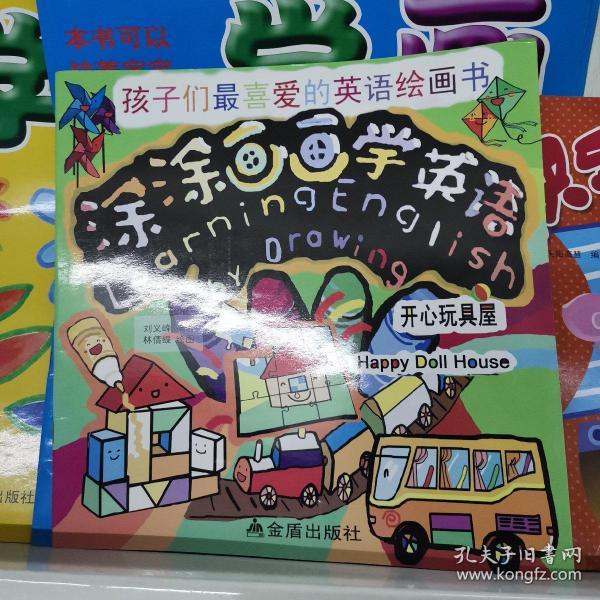 本书可以
孩子们最喜爱的英语绘画书
涂涂画画学英语
Learning English
by Drawing
刘义峰
林倩蝶 绘图
开心玩具屋
Happy Doll House
金盾出版社
出版社
孔夫子旧书网
www.kongfz.com